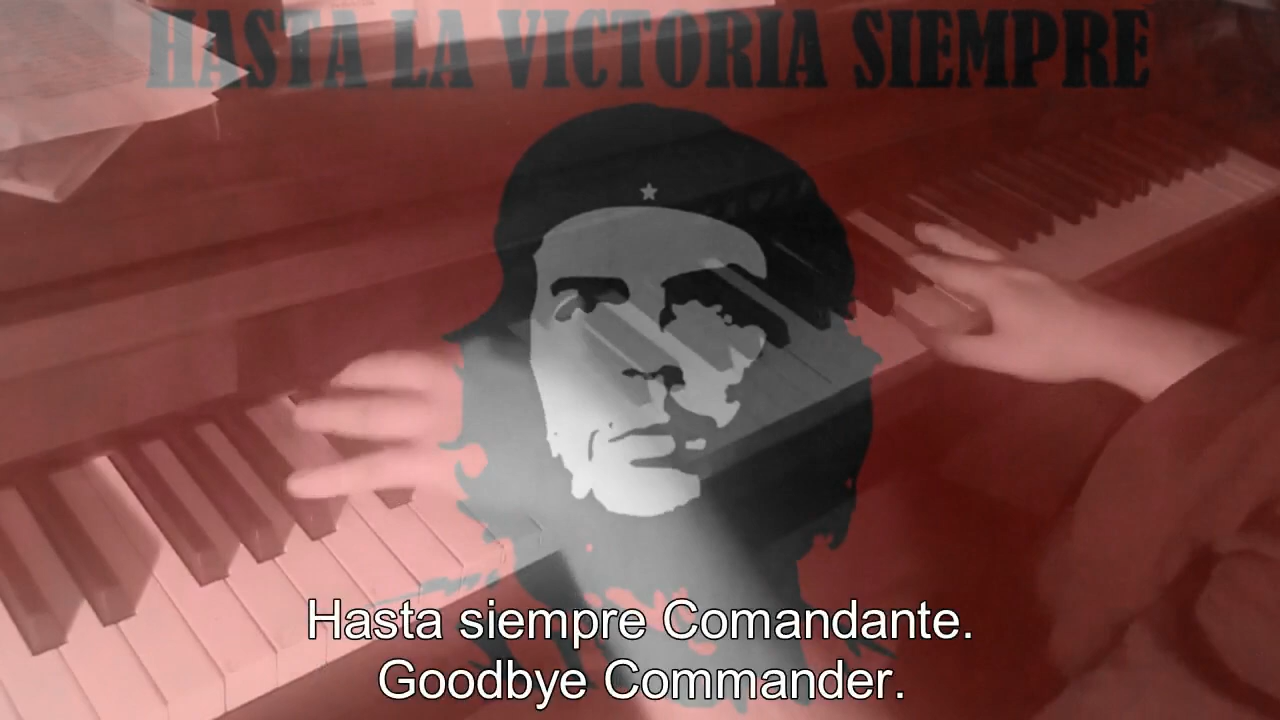 HASTA LA VICTORIA SIEMPRE
Hasta siempre Comandante.
Goodbye Commander.